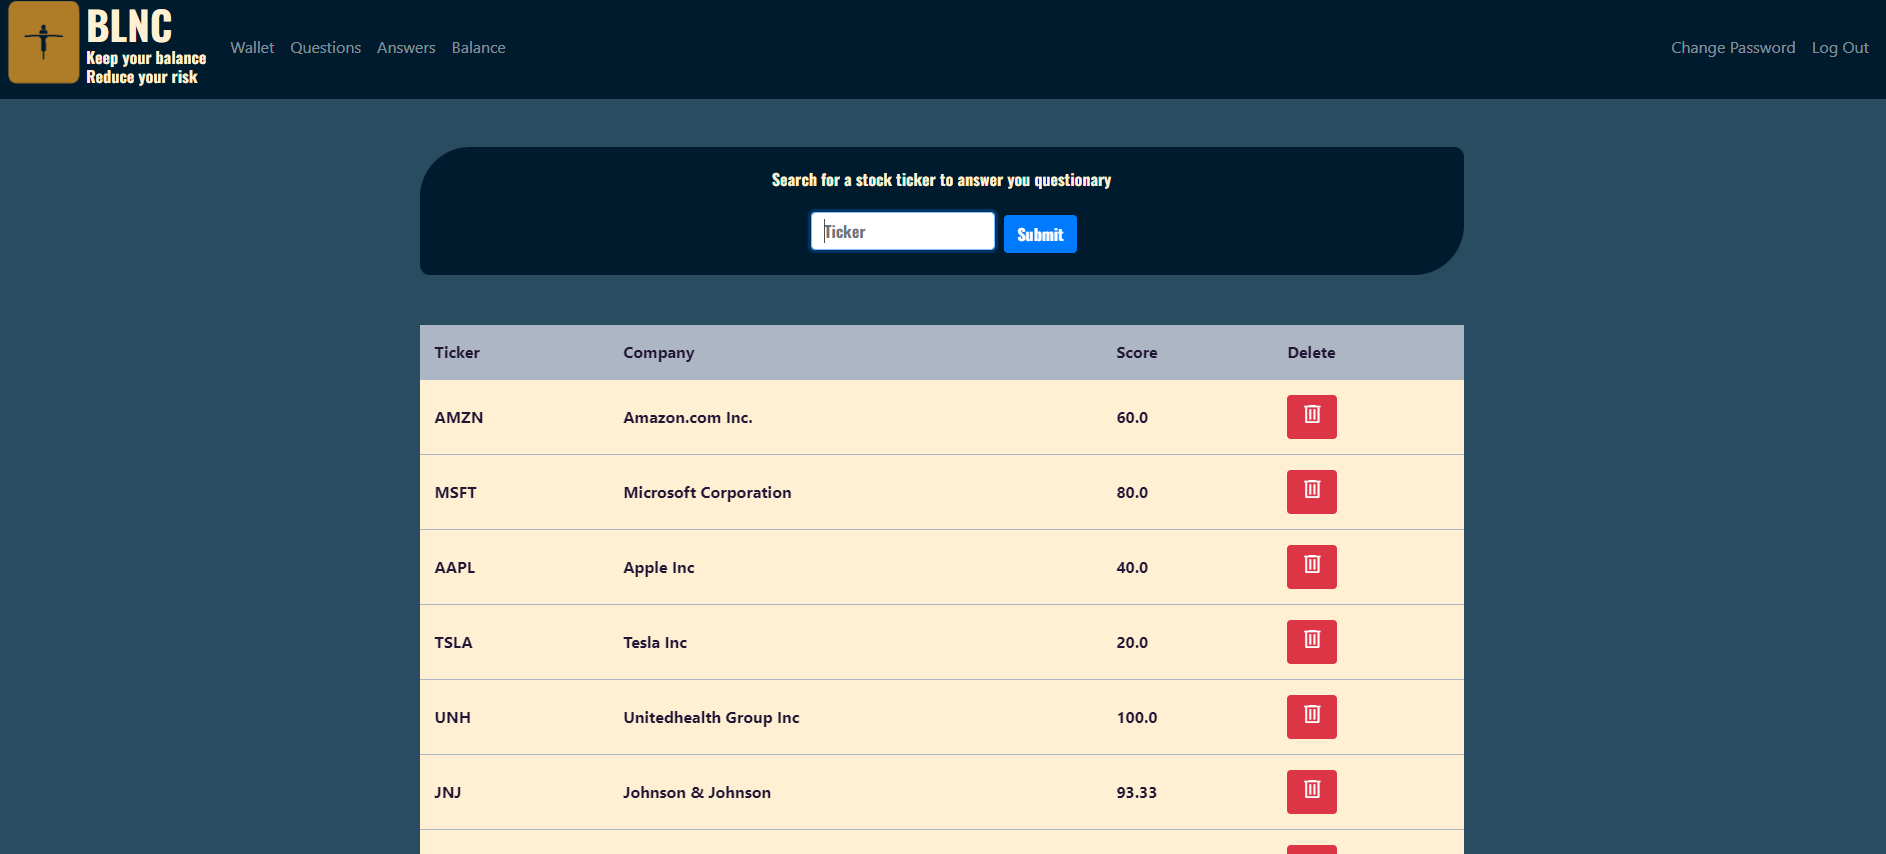 BLNC
Keep your balance
Reduce your risk
Wallet Questions Answers Balance
Change Password Log Out
Search for a stock ticker to answer you questionary
Ticker
Submit
Ticker Company Score Delete
AMZN Amazon.com Inc. 60.0
MSFT Microsoft Corporation 80.0
AAPL Apple Inc 40.0
TSLA Tesla Inc 20.0
UNH Unitedhealth Group Inc 100.0
JNJ Johnson & Johnson 93.33